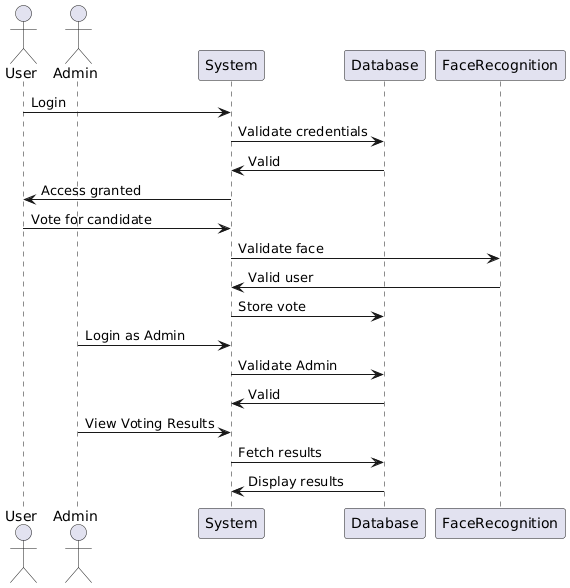 User
Admin
System
Database
FaceRecognition
Login
Validate credentials
Valid
Access granted
Vote for candidate
Validate face
Valid user
Store vote
Login as Admin
Validate Admin
Valid
View Voting Results
Fetch results
Display results
User
Admin
System
Database
FaceRecognition